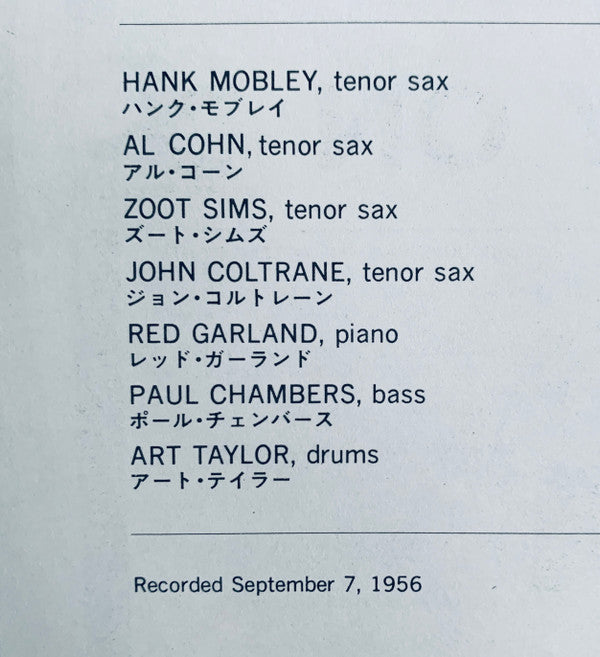 HANK MOBLEY, tenor sax
ハンク・モブレイ
AL COHN, tenor sax
アル・コーン
ZOOT SIMS, tenor sax
ズート・シムズ
JOHN COLTRANE, tenor sax
ジョン・コルトレーン
RED GARLAND, piano
レッド・ガーランド
PAUL CHAMBERS, bass
ポール・チェンバース
ART TAYLOR, drums
アート・テイラー
Recorded September 7, 1956